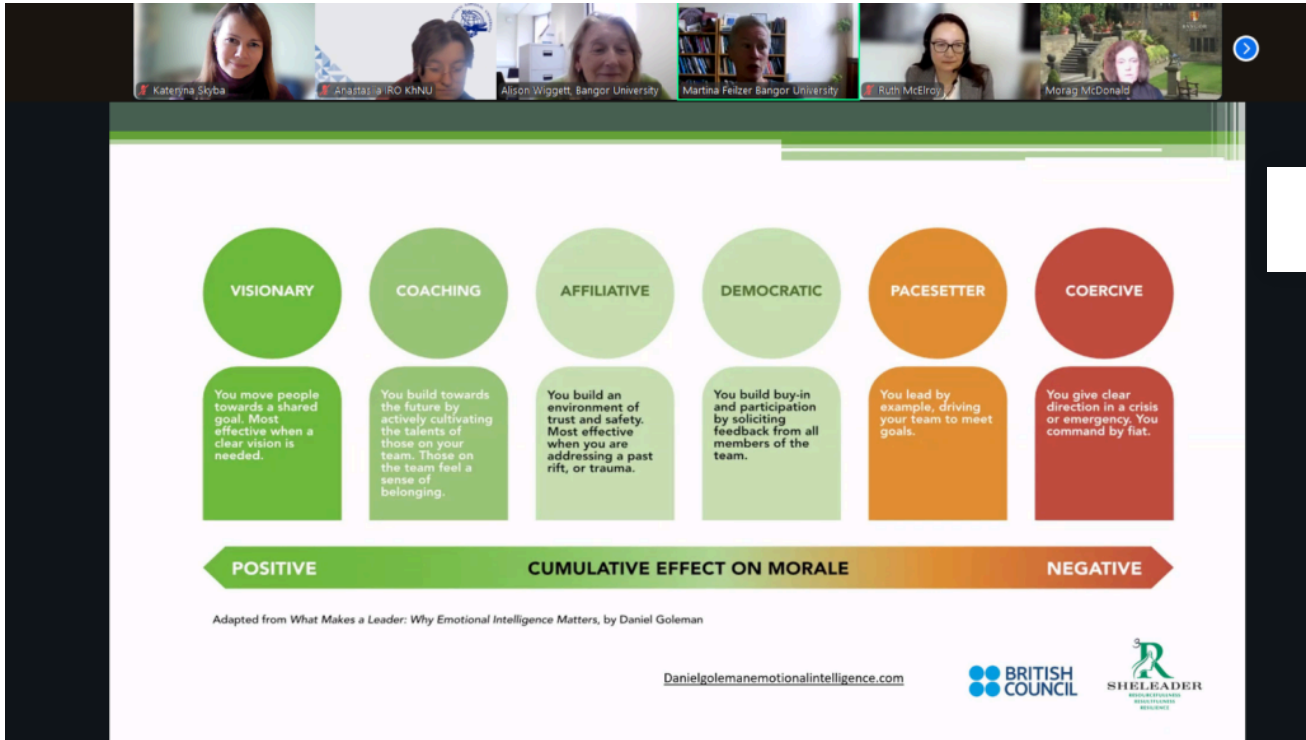 Kateryna Skyba
Anastasiia IRO KhNU
Alison Wiggett, Bangor University
Martina Feilzer Bangor University
Ruth McElroy
Morag McDonald
VISIONARY
COACHING
AFFILIATIVE
DEMOCRATIC
PACESETTER
COERCIVE
You move people
towards a shared
goal. Most
effective when a
clear vision is
needed.
You build towards
the future by
actively cultivating
the talents of
those on your
team. Those on
the team feel a
sense of
belonging.
You build an
environment of
trust and safety.
Most effective
when you are
addressing a past
rift, or trauma.
You build buy-in
and participation
by soliciting
feedback from all
members of the
team.
You lead by
example, driving
your team to meet
goals.
You give clear
direction in a crisis
or emergency. You
command by fiat.
POSITIVE
CUMULATIVE EFFECT ON MORALE
NEGATIVE
Adapted from What Makes a Leader: Why Emotional Intelligence Matters, by Daniel Goleman
Danielgolemanemotionalintelligence.com
BRITISH
COUNCIL
3R
SHELEADER
RESOURCEFULNESS
RESULTFULNESS
RESILIENCE